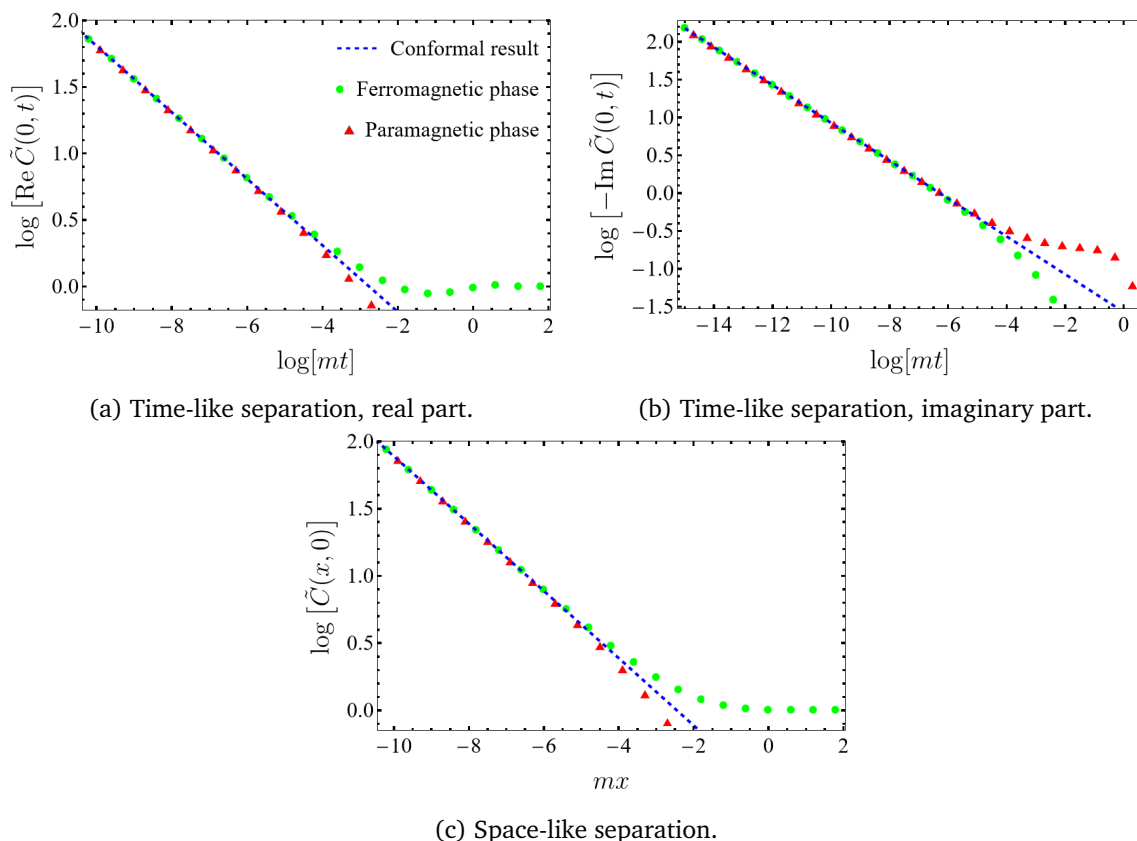 log [Re C̃(0, t)]
2.0
1.5
1.0
0.5
0.0
Conformal result
Ferromagnetic phase
Paramagnetic phase
−10 −8 −6 −4 −2 0 2
log[mt]
(a) Time-like separation, real part.
log [−Im C̃(0, t)]
2.0
1.5
1.0
0.5
0.0
-0.5
-1.0
-1.5
−14 −12 −10 −8 −6 −4 −2 0
log[mt]
(b) Time-like separation, imaginary part.
log [C̃(x, 0)]
2.0
1.5
1.0
0.5
0.0
−10 −8 −6 −4 −2 0 2
mx
(c) Space-like separation.